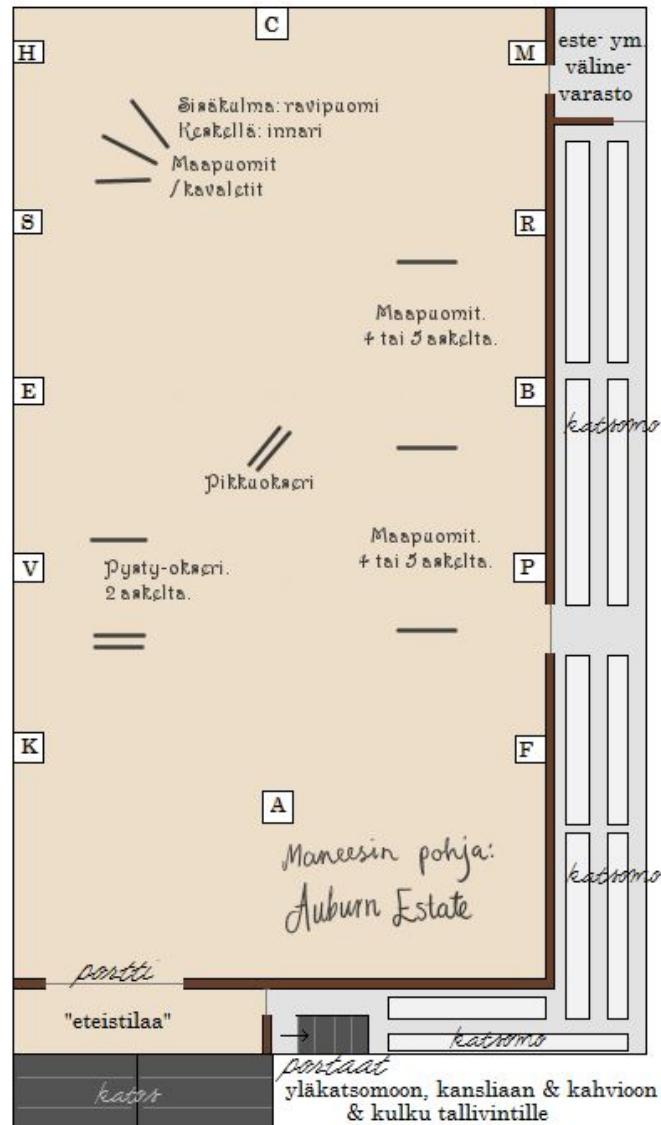 C
H
M
este- ym.
väline-
varasto
Sisäkulma: ravipuomi
Keskellä: innari
Maapuomit
/kavaletit
S
R
Maapuomit.
4 tai 5 askelta.
E
B
katsomo
Pikkuokseri
Maapuomit.
4 tai 5 askelta.
V
Pysty-okseri.
2 askelta.
P
K
F
A
Maneesin pohja:
Auburn Estate
katsomo
portti
"eteistilaa"
katsomo
portaat
katos
yläkatsomoon, kansliaan & kahvioon
& kulku tallivintille